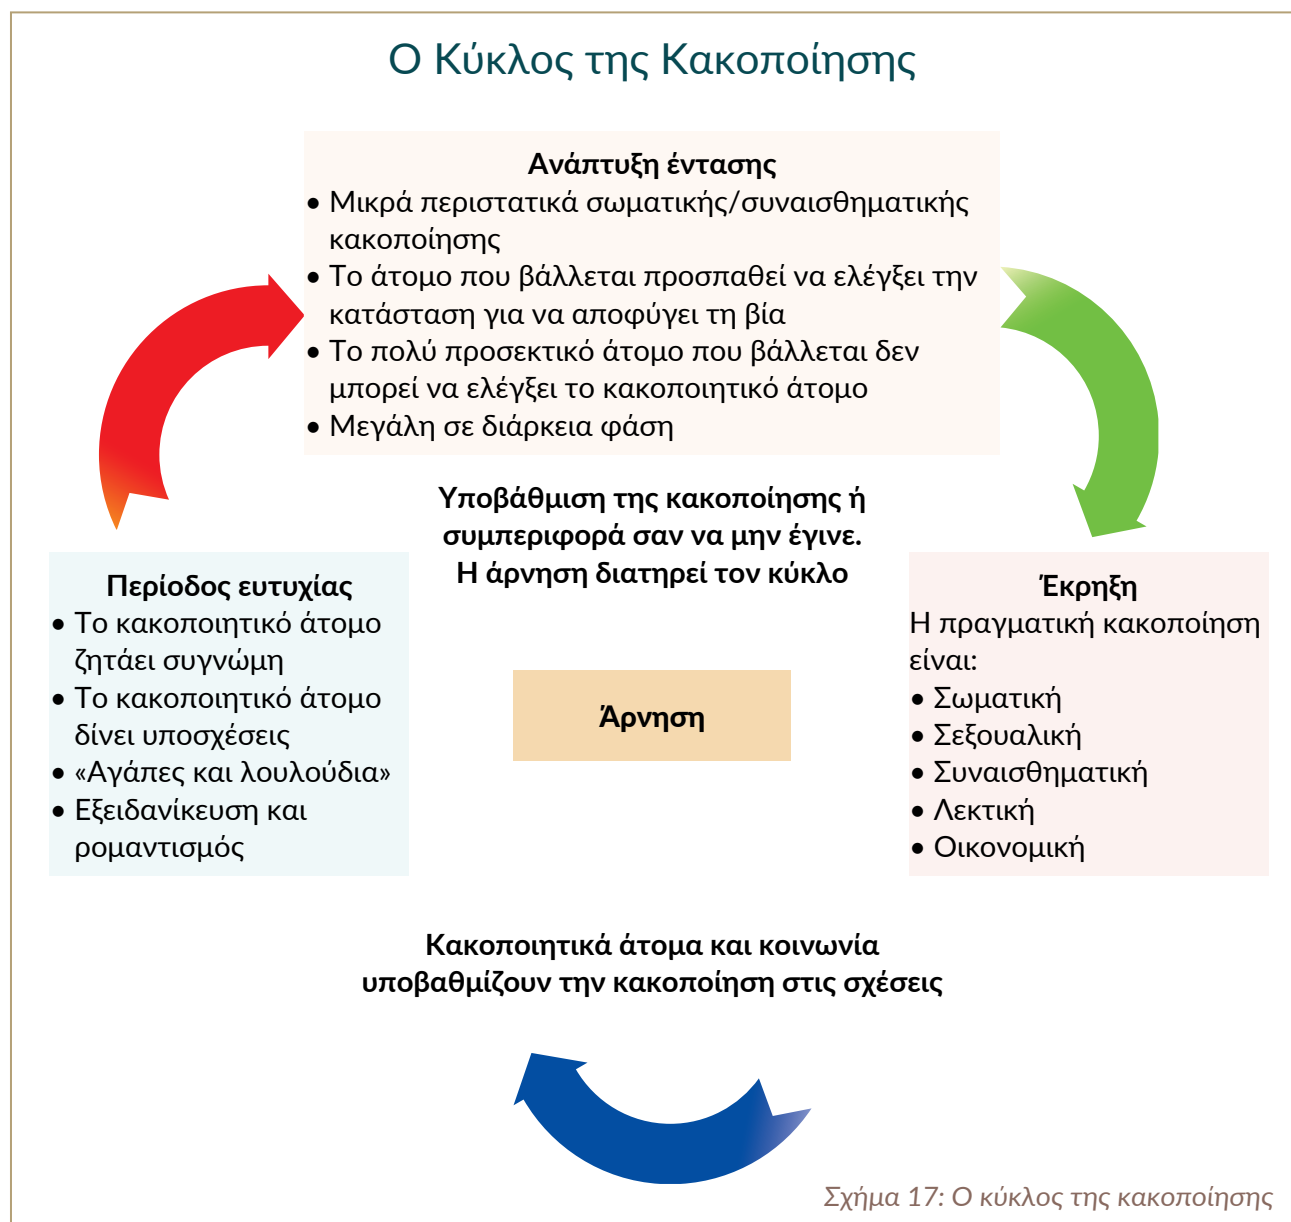 Ο Κύκλος της Κακοποίησης
Ανάπτυξη έντασης
• Μικρά περιστατικά σωματικής/συναισθηματικής
κακοποίησης
• Το άτομο που βάλλεται προσπαθεί να ελέγξει την
κατάσταση για να αποφύγει τη βία
• Το πολύ προσεκτικό άτομο που βάλλεται δεν
μπορεί να ελέγξει το κακοποιητικό άτομο
• Μεγάλη σε διάρκεια φάση
Υποβάθμιση της κακοποίησης ή
συμπεριφορά σαν να μην έγινε.
Η άρνηση διατηρεί τον κύκλο
Περίοδος ευτυχίας
• Το κακοποιητικό άτομο
ζητάει συγνώμη
• Το κακοποιητικό άτομο
δίνει υποσχέσεις
• «Αγάπες και λουλούδια»
• Εξειδανίκευση και
ρομαντισμός
Άρνηση
Έκρηξη
Η πραγματική κακοποίηση
είναι:
• Σωματική
• Σεξουαλική
• Συναισθηματική
• Λεκτική
• Οικονομική
Κακοποιητικά άτομα και κοινωνία
υποβαθμίζουν την κακοποίηση στις σχέσεις
Σχήμα 17: Ο κύκλος της κακοποίησης